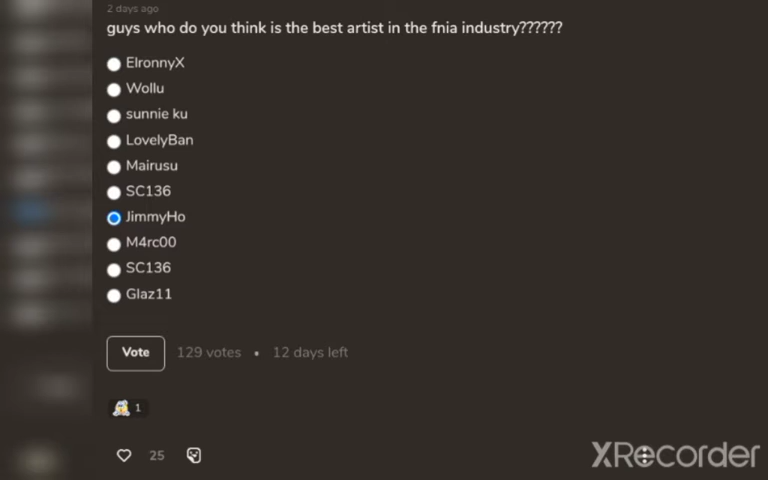 2 days ago
guys who do you think is the best artist in the fnia industry??????
ElronnyX
Wollu
sunnie ku
LovelyBan
Mairusu
SC136
JimmyHo
M4rc00
SC136
Glaz11
Vote 129 votes • 12 days left
1
25
XRecorder